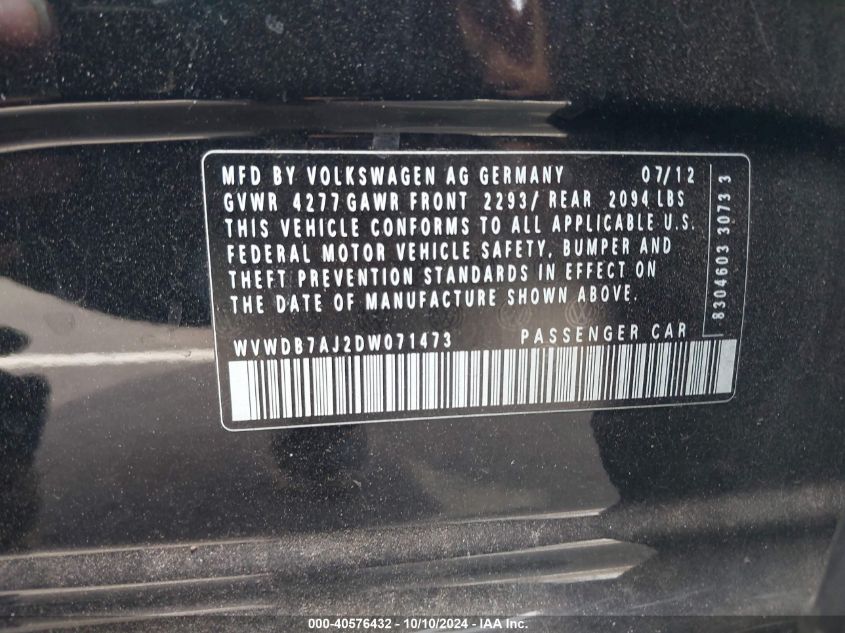 MFD BY VOLKSWAGEN AG GERMANY 07/12
GVWR 4277 GAWR FRONT 2293/ REAR 2094 LBS
THIS VEHICLE CONFORMS TO ALL APPLICABLE U.S.
FEDERAL MOTOR VEHICLE SAFETY, BUMPER AND
THEFT PREVENTION STANDARDS IN EFFECT ON
THE DATE OF MANUFACTURE SHOWN ABOVE.
WVWDB7AJ2DW071473 PASSENGER CAR
8304603 3073 3
000-40576432 - 10/10/2024 - IAA Inc.